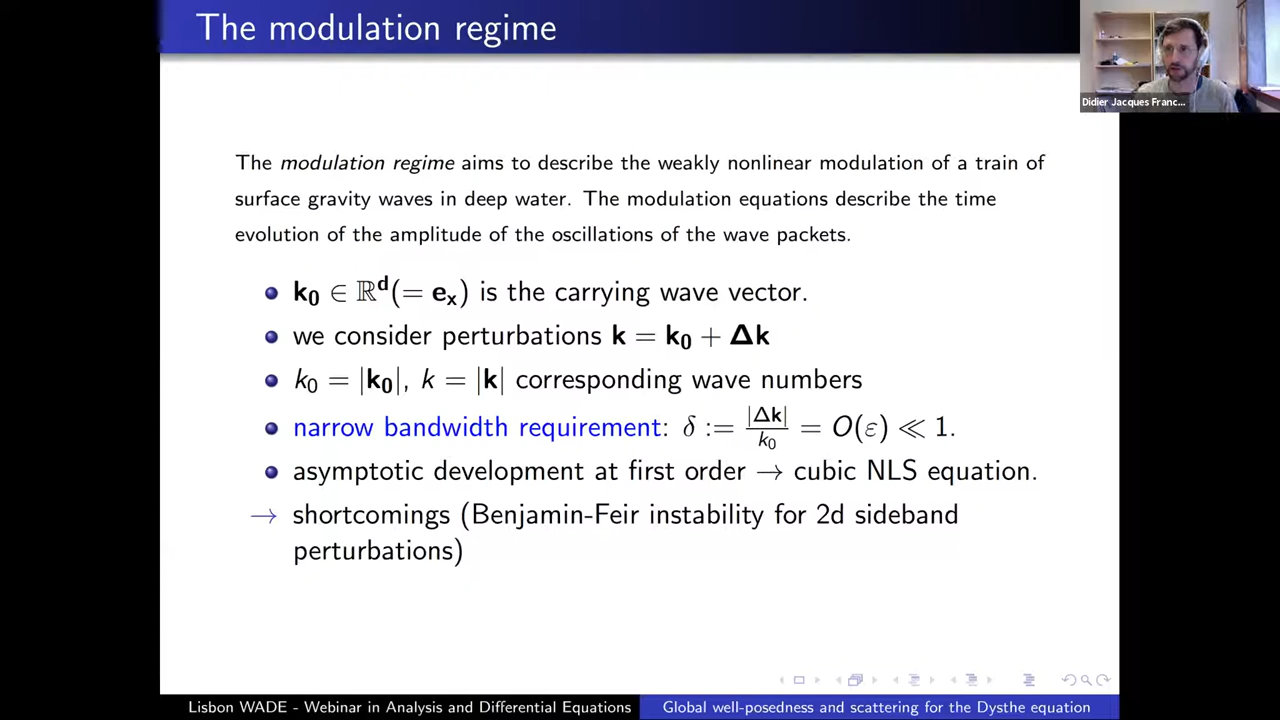 The modulation regime
Didier Jacques Franc...
The modulation regime aims to describe the weakly nonlinear modulation of a train of
surface gravity waves in deep water. The modulation equations describe the time
evolution of the amplitude of the oscillations of the wave packets.
k₀ ∈ ℝᵈ(= eₓ) is the carrying wave vector.
we consider perturbations k = k₀ + Δk
k₀ = |k₀|, k = |k| corresponding wave numbers
narrow bandwidth requirement: δ := |Δk|/k₀ = O(ε) ≪ 1.
asymptotic development at first order → cubic NLS equation.
→ shortcomings (Benjamin-Feir instability for 2d sideband
perturbations)
Lisbon WADE - Webinar in Analysis and Differential Equations
Global well-posedness and scattering for the Dysthe equation